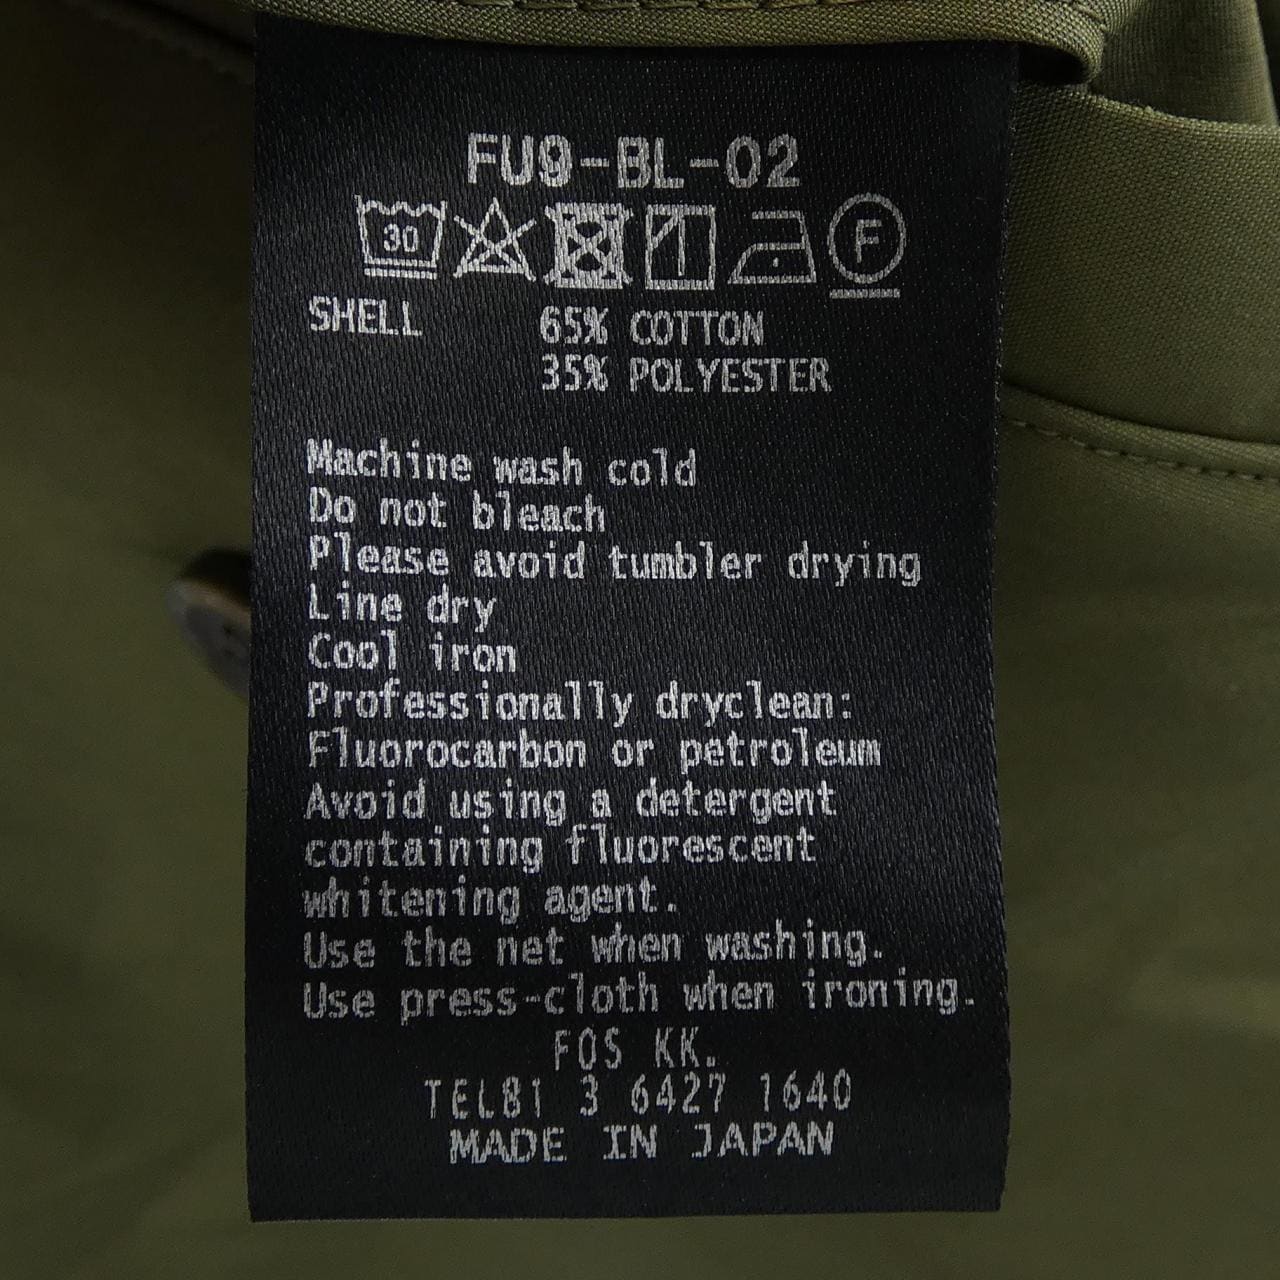 FU9-BL-02
30 F
SHELL 65% COTTON
35% POLYESTER
Machine wash cold
Do not bleach
Please avoid tumbler drying
Line dry
Cool iron
Professionally dryclean:
Fluorocarbon or petroleum
Avoid using a detergent
containing fluorescent
whitening agent.
Use the net when washing.
Use press-cloth when ironing.
FOS KK.
TEL81 3 6427 1640
MADE IN JAPAN